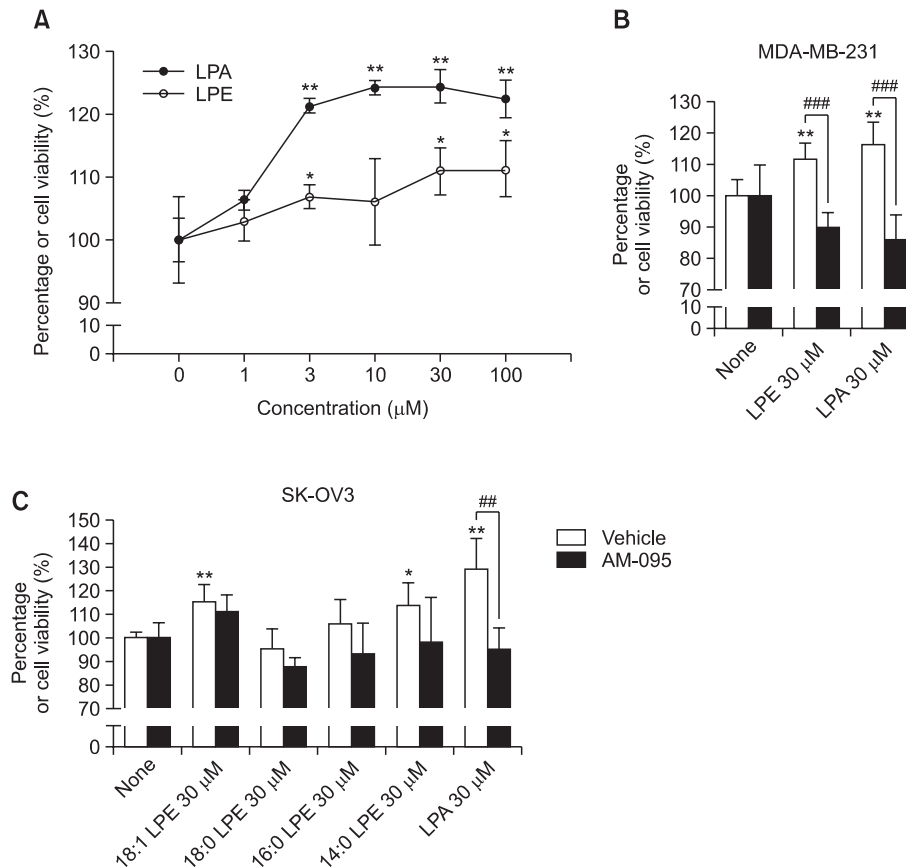 A
LPA
LPE
Percentage or cell viability (%)
130
120
110
100
90
10
0
** ** ** **
* * *
0 1 3 10 30 100
Concentration (μM)
B
MDA-MB-231
Percentage
or cell viability (%)
130
120
110
100
90
80
70
10
0
###
###
**
**
None
LPE 30 μM
LPA 30 μM
C
SK-OV3
Percentage
or cell viability (%)
150
140
130
120
110
100
90
80
70
0
**
*
**
##
None
18:1 LPE 30 μM
18:0 LPE 30 μM
16:0 LPE 30 μM
14:0 LPE 30 μM
LPA 30 μM
Vehicle
AM-095